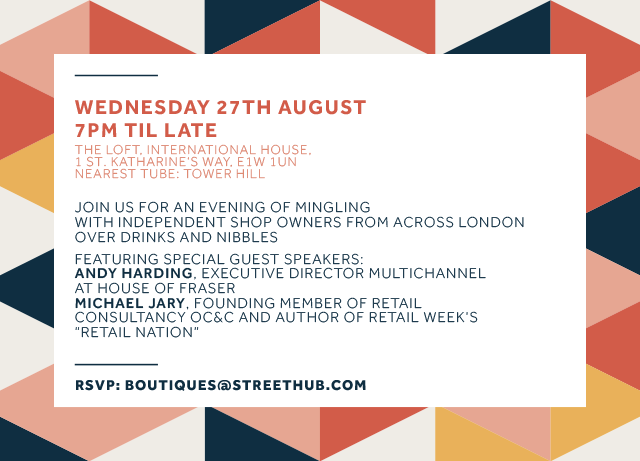 WEDNESDAY 27TH AUGUST
7PM TIL LATE
THE LOFT, INTERNATIONAL HOUSE,
1 ST. KATHARINE'S WAY, E1W 1UN
NEAREST TUBE: TOWER HILL
JOIN US FOR AN EVENING OF MINGLING
WITH INDEPENDENT SHOP OWNERS FROM ACROSS LONDON
OVER DRINKS AND NIBBLES
FEATURING SPECIAL GUEST SPEAKERS:
ANDY HARDING, EXECUTIVE DIRECTOR MULTICHANNEL
AT HOUSE OF FRASER
MICHAEL JARY, FOUNDING MEMBER OF RETAIL
CONSULTANCY OC&C AND AUTHOR OF RETAIL WEEK'S
"RETAIL NATION"
RSVP: BOUTIQUES@STREETHUB.COM